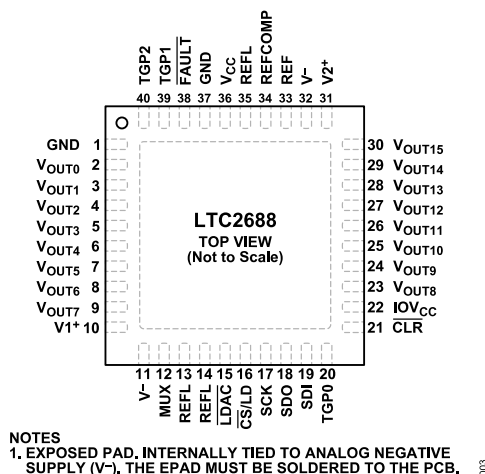 TGP2 TGP1 FAULT GND VCC REFL REFCOMP REF V– V2+
40 39 38 37 36 35 34 33 32 31
GND 1
VOUT0 2
VOUT1 3
VOUT2 4
VOUT3 5
VOUT4 6
VOUT5 7
VOUT6 8
VOUT7 9
V1+ 10
LTC2688
TOP VIEW
(Not to Scale)
30 VOUT15
29 VOUT14
28 VOUT13
27 VOUT12
26 VOUT11
25 VOUT10
24 VOUT9
23 VOUT8
22 IOVCC
21 CLR
11 12 13 14 15 16 17 18 19 20
V– MUX REFL REFL LDAC CS/LD SCK SDO SDI TGP0
NOTES
1. EXPOSED PAD. INTERNALLY TIED TO ANALOG NEGATIVE
SUPPLY (V–). THE EPAD MUST BE SOLDERED TO THE PCB.
003